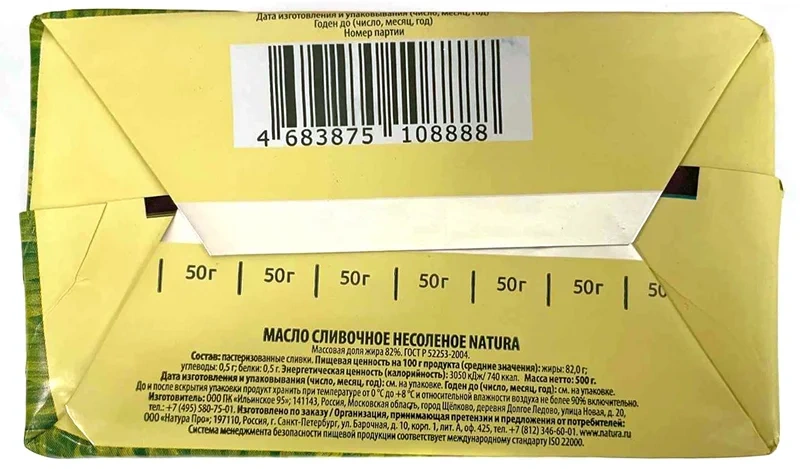 Дата изготовления и упаковывания (число, месяц, год)
Годен до (число, месяц, год)
Номер партии
4 683875 108888
50г 50г 50г 50г 50г 50г 50
МАСЛО СЛИВОЧНОЕ НЕСОЛЕНОЕ NATURA
Массовая доля жира 82%. ГОСТ Р 52253-2004.
Состав: пастеризованные сливки. Пищевая ценность на 100 г продукта (средние значения): жиры: 82,0 г;
углеводы: 0,5 г; белки: 0,5 г. Энергетическая ценность (калорийность): 3050 кДж/ 740 ккал. Масса нетто: 500 г.
Дата изготовления и упаковывания (число, месяц, год): см. на упаковке. Годен до (число, месяц, год): см. на упаковке.
До и после вскрытия упаковки продукт хранить при температуре от 0 °С до +8 °С и относительной влажности воздуха не более 90% включительно.
Изготовитель: ООО ПК «Ильинское 95»; 141143, Россия, Московская область, город Щёлково, деревня Долгое Ледово, улица Новая, д. 20,
тел.: +7 (495) 580-75-01. Изготовлено по заказу / Организация, принимающая претензии и предложения от потребителей:
ООО «Натура Про»; 197110, Россия, г. Санкт-Петербург, ул. Барочная, д. 10, корп. 1, лит. А, оф. 425, тел. +7 (812) 346-60-01. www.natura.ru
Система менеджмента безопасности пищевой продукции соответствует международному стандарту ISO 22000.